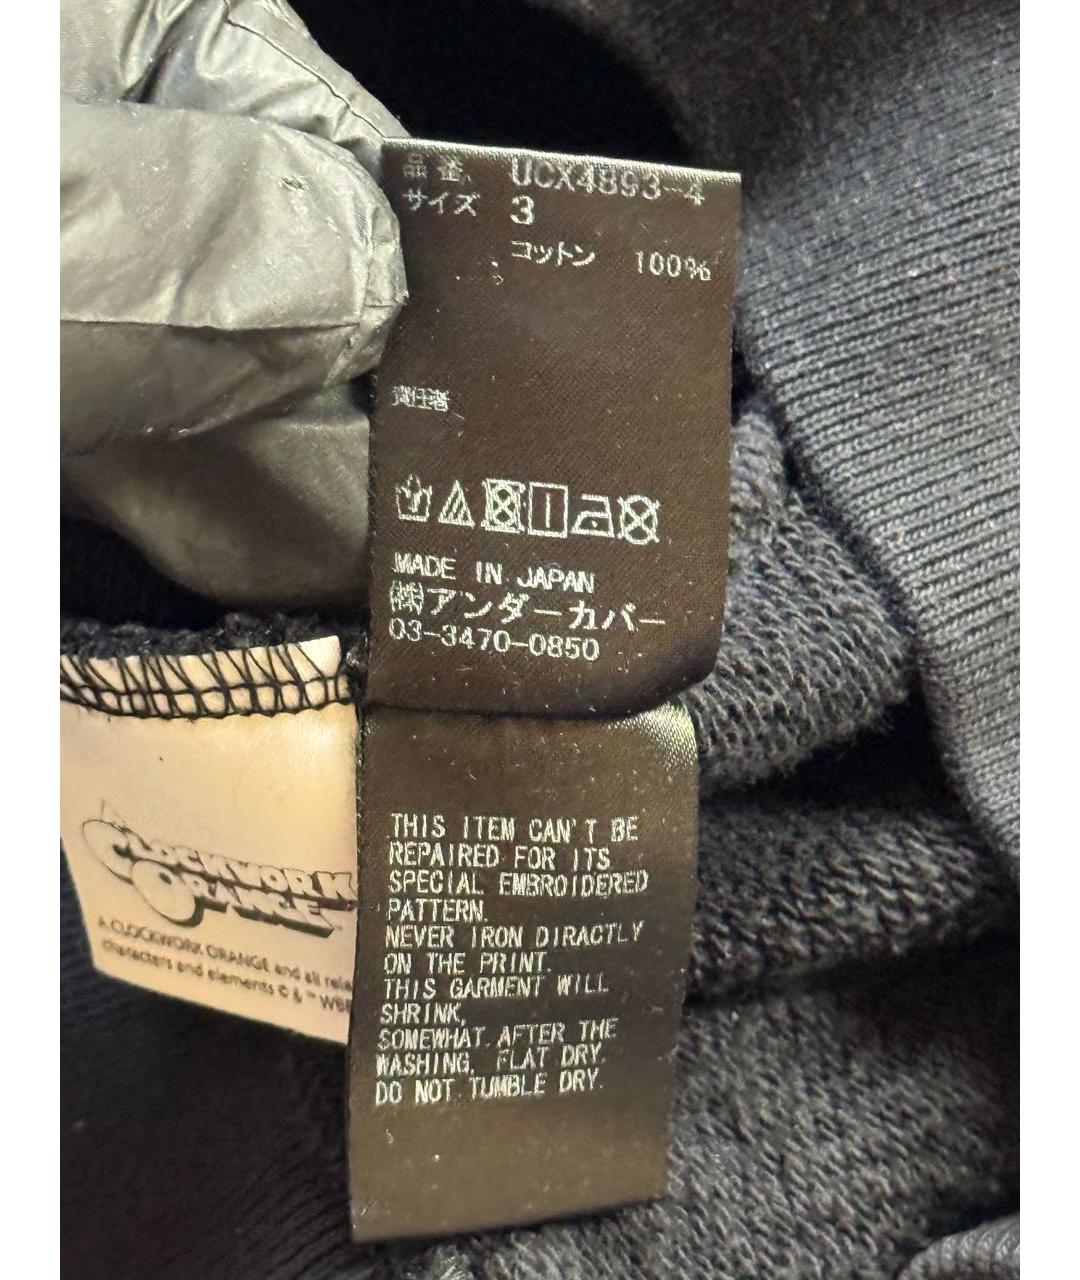 品番 UCX4893-4
サイズ 3
コットン 100%
責任者
MADE IN JAPAN
㈱アンダーカバー
03-3470-0850
THIS ITEM CAN'T BE
REPAIRED FOR ITS
SPECIAL EMBROIDERED
PATTERN.
NEVER IRON DIRACTLY
ON THE PRINT.
THIS GARMENT WILL
SHRINK,
SOMEWHAT AFTER THE
WASHING, FLAT DRY.
DO NOT TUMBLE DRY.
A
CLOCKWORK
ORANGE
A CLOCKWORK ORANGE and all rela
characters and elements © & ™ WBE